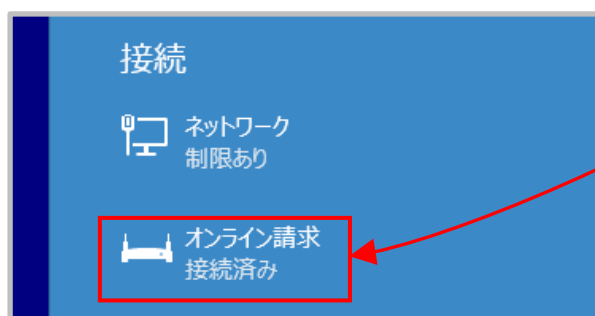 接続
ネットワーク
制限あり
オンライン請求
接続済み